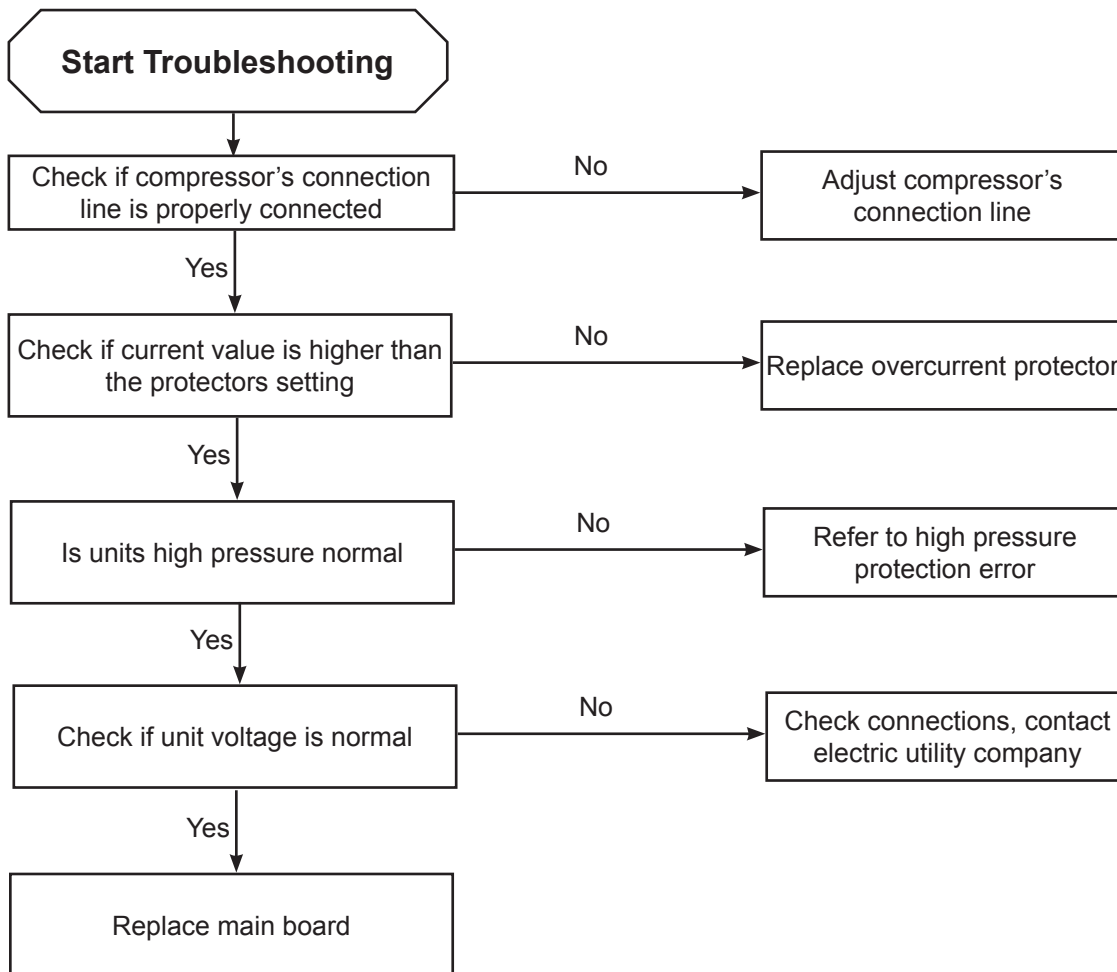 Start Troubleshooting
Check if compressor’s connection
line is properly connected
No
Adjust compressor’s
connection line
Yes
Check if current value is higher than
the protectors setting
No
Replace overcurrent protector
Yes
Is units high pressure normal
No
Refer to high pressure
protection error
Yes
Check if unit voltage is normal
No
Check connections, contact
electric utility company
Yes
Replace main board